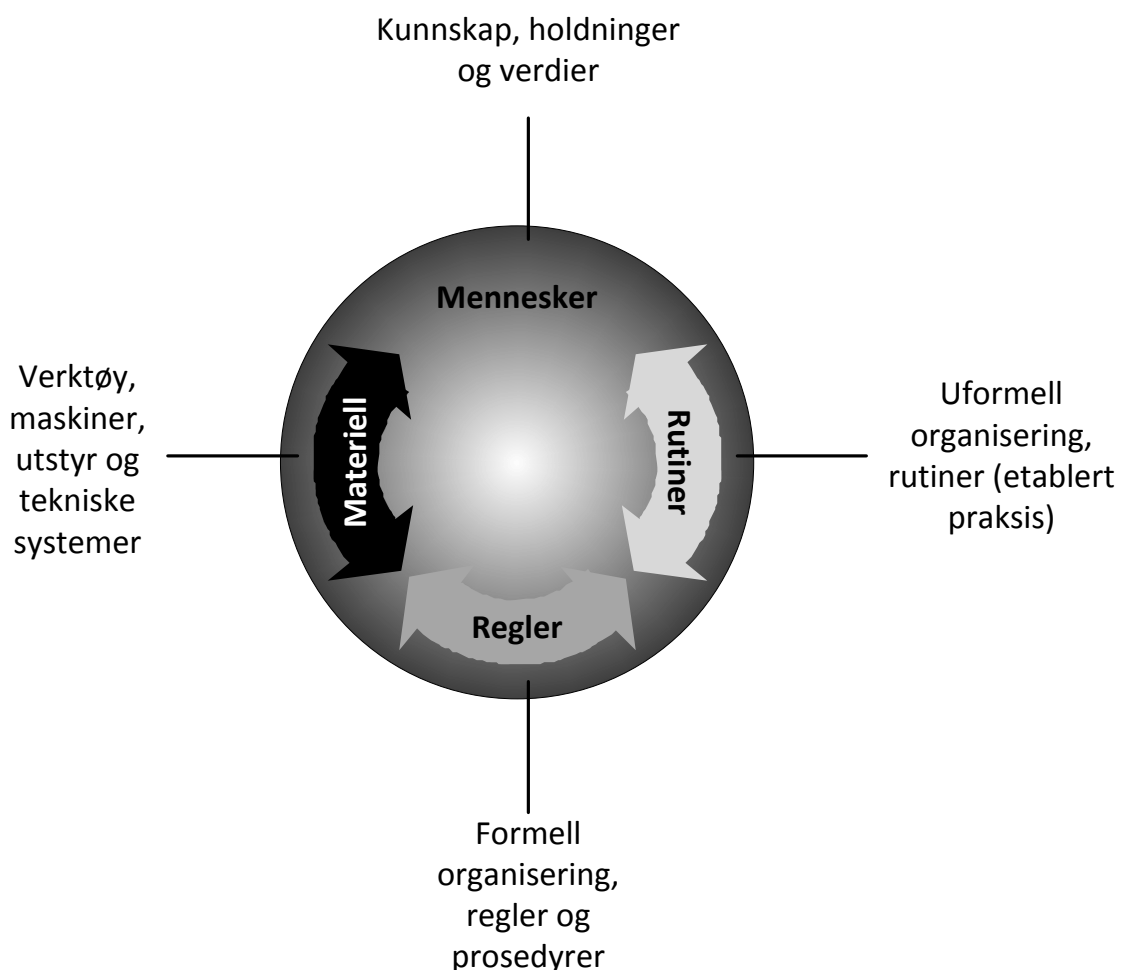 Kunnskap, holdninger
og verdier
Mennesker
Verktøy,
maskiner,
utstyr og
tekniske
systemer
Materiell
Rutiner
Uformell
organisering,
rutiner (etablert
praksis)
Regler
Formell
organisering,
regler og
prosedyrer